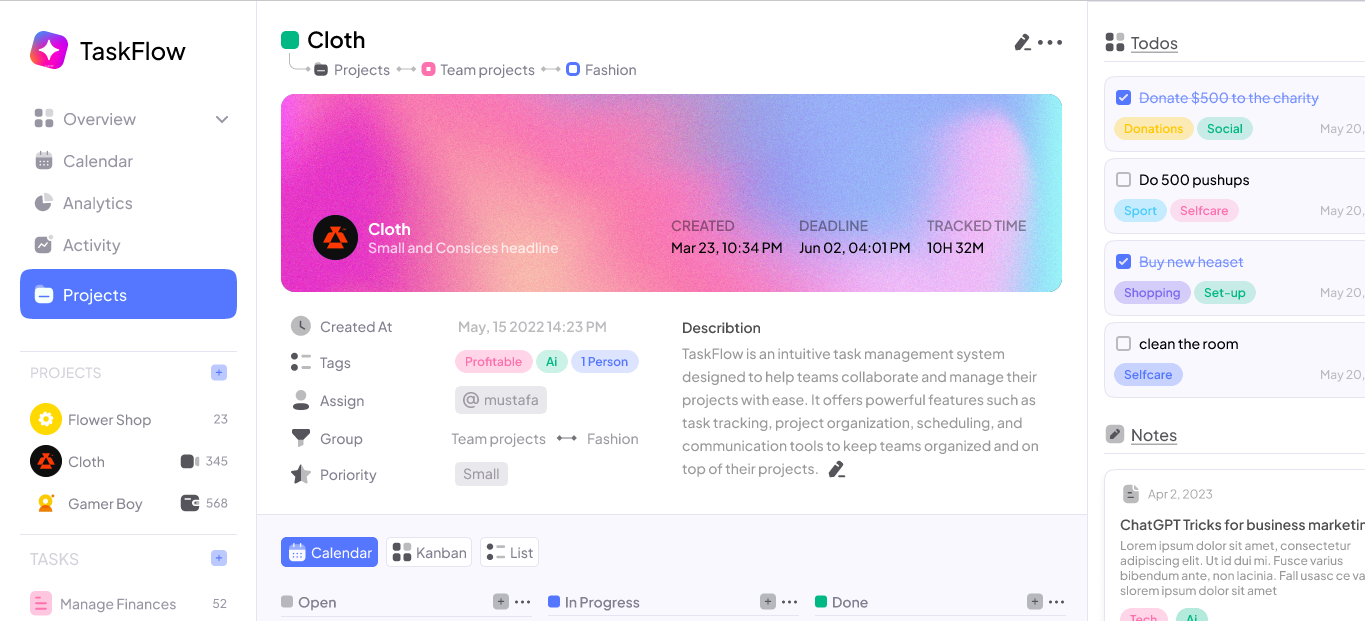 TaskFlow
Overview
Calendar
Analytics
Activity
Projects
PROJECTS
Flower Shop 23
Cloth 345
Gamer Boy 568
TASKS
Manage Finances 52
Cloth
Projects Team projects Fashion
Cloth
Small and Consices headline
CREATED DEADLINE TRACKED TIME
Mar 23, 10:34 PM Jun 02, 04:01 PM 10H 32M
Created At May, 15 2022 14:23 PM
Tags Profitable Ai 1 Person
Assign @ mustafa
Group Team projects Fashion
Poriority Small
Describtion
TaskFlow is an intuitive task management system
designed to help teams collaborate and manage their
projects with ease. It offers powerful features such as
task tracking, project organization, scheduling, and
communication tools to keep teams organized and on
top of their projects.
Calendar Kanban List
Open In Progress Done
Todos
Donate $500 to the charity
Donations Social May 20,
Do 500 pushups
Sport Selfcare May 20,
Buy new heaset
Shopping Set-up May 20,
clean the room
Selfcare May 20,
Notes
Apr 2, 2023
ChatGPT Tricks for business marketin
Lorem ipsum dolor sit amet, consectetur
adipiscing elit. Ut id dui mi. Fusce varius
bibendum ante, non lacinia. Fall usasc ce va
slorem ipsum dolor sit amet
Tech Ai